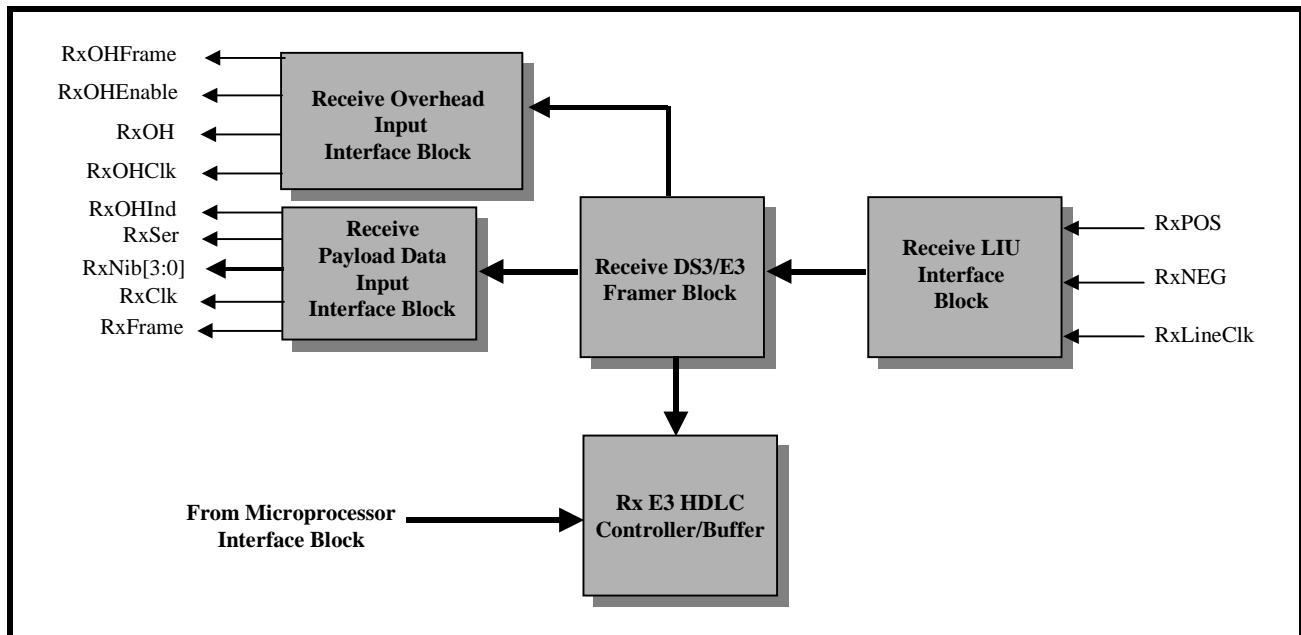 RxOHFrame
RxOHEnable
RxOH
RxOHClk
Receive Overhead
Input
Interface Block
RxOHInd
RxSer
RxNib[3:0]
RxClk
RxFrame
Receive
Payload Data
Input
Interface Block
Receive DS3/E3
Framer Block
Receive LIU
Interface
Block
RxPOS
RxNEG
RxLineClk
From Microprocessor
Interface Block
Rx E3 HDLC
Controller/Buffer